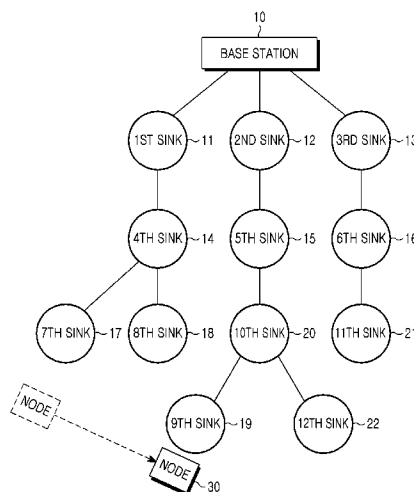 10
BASE STATION
1ST SINK 11 2ND SINK 12 3RD SINK 13
4TH SINK 14 5TH SINK 15 6TH SINK 16
7TH SINK 17 8TH SINK 18 10TH SINK 20 11TH SINK 21
NODE 9TH SINK 19 12TH SINK 22
NODE 30